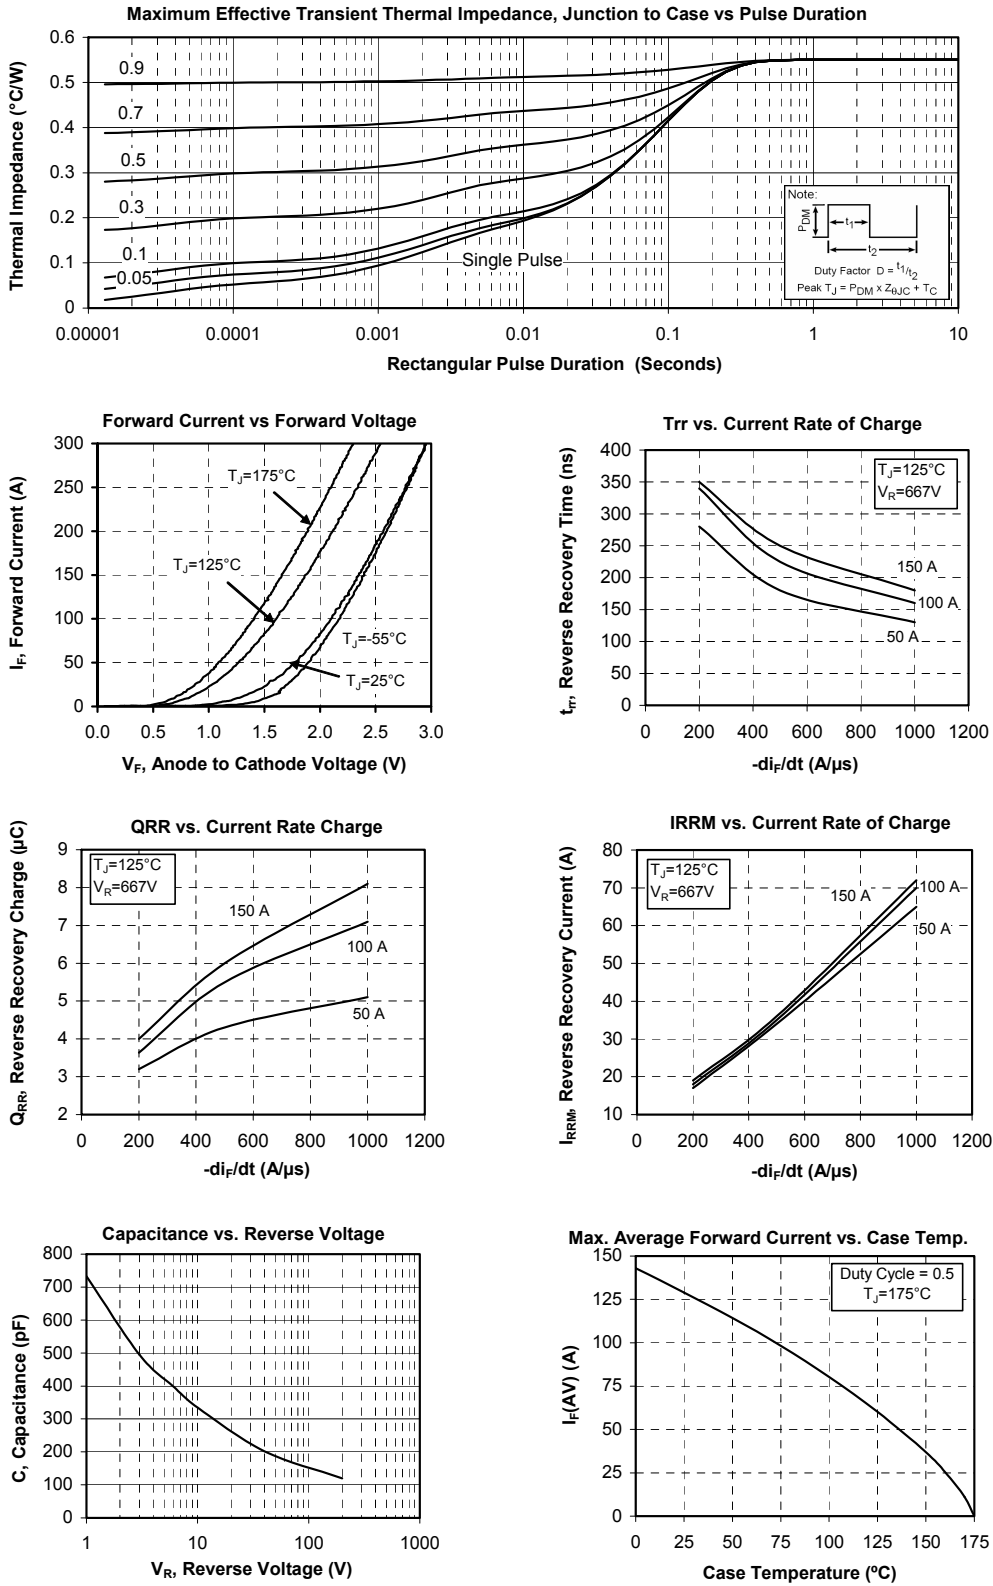 Maximum Effective Transient Thermal Impedance, Junction to Case vs Pulse Duration
Thermal Impedance (°C/W)
0.6
0.5
0.4
0.3
0.2
0.1
0
0.9
0.7
0.5
0.3
0.1
0.05
Single Pulse
Note:
PDM
t1
t2
Duty Factor D = t1/t2
Peak TJ = PDM x ZθJC + TC
0.00001 0.0001 0.001 0.01 0.1 1 10
Rectangular Pulse Duration (Seconds)
Forward Current vs Forward Voltage
IF, Forward Current (A)
300
250
200
150
100
50
0
TJ=175°C
TJ=125°C
TJ=-55°C
TJ=25°C
0.0 0.5 1.0 1.5 2.0 2.5 3.0
VF, Anode to Cathode Voltage (V)
Trr vs. Current Rate of Charge
trr, Reverse Recovery Time (ns)
400
350
300
250
200
150
100
50
0
TJ=125°C
VR=667V
150 A
100 A
50 A
0 200 400 600 800 1000 1200
-diF/dt (A/µs)
QRR vs. Current Rate Charge
QRR, Reverse Recovery Charge (µC)
9
8
7
6
5
4
3
2
TJ=125°C
VR=667V
150 A
100 A
50 A
0 200 400 600 800 1000 1200
-diF/dt (A/µs)
IRRM vs. Current Rate of Charge
IRRM, Reverse Recovery Current (A)
80
70
60
50
40
30
20
10
TJ=125°C
VR=667V
150 A
100 A
50 A
0 200 400 600 800 1000 1200
-diF/dt (A/µs)
Capacitance vs. Reverse Voltage
C, Capacitance (pF)
800
700
600
500
400
300
200
100
0
1 10 100 1000
VR, Reverse Voltage (V)
Max. Average Forward Current vs. Case Temp.
IF(AV) (A)
150
125
100
75
50
25
0
Duty Cycle = 0.5
TJ=175°C
0 25 50 75 100 125 150 175
Case Temperature (ºC)